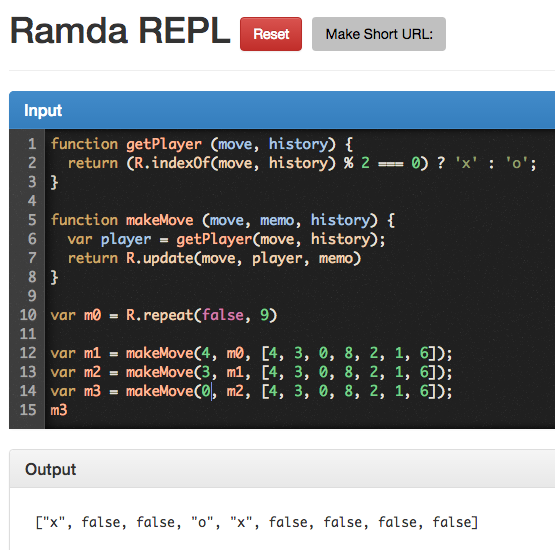 Ramda REPL Reset Make Short URL:
Input
1 function getPlayer (move, history) {
2   return (R.indexOf(move, history) % 2 === 0) ? 'x' : 'o';
3 }
4
5 function makeMove (move, memo, history) {
6   var player = getPlayer(move, history);
7   return R.update(move, player, memo)
8 }
9
10 var m0 = R.repeat(false, 9)
11
12 var m1 = makeMove(4, m0, [4, 3, 0, 8, 2, 1, 6]);
13 var m2 = makeMove(3, m1, [4, 3, 0, 8, 2, 1, 6]);
14 var m3 = makeMove(0, m2, [4, 3, 0, 8, 2, 1, 6]);
15 m3
Output
["x", false, false, "o", "x", false, false, false, false]